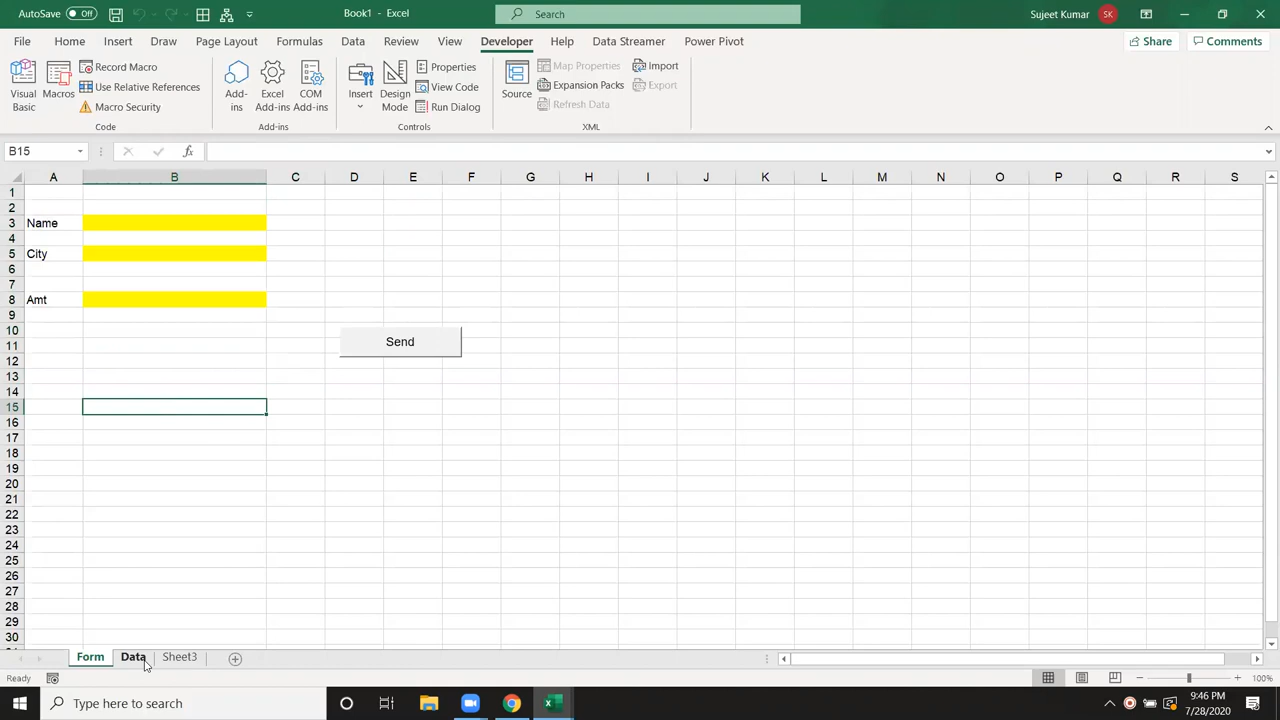 AutoSave Off Book1 - Excel Search Sujeet Kumar SK
File Home Insert Draw Page Layout Formulas Data Review View Developer Help Data Streamer Power Pivot Share Comments
Visual Basic
Macros
Record Macro
Use Relative References
Macro Security
Code
Add-ins
Excel Add-ins
COM Add-ins
Add-ins
Insert
Design Mode
Properties
View Code
Run Dialog
Controls
Source
Map Properties
Expansion Packs
Refresh Data
Import
Export
XML
B15 fx
A B C D E F G H I J K L M N O P Q R S
1
2
3 Name
4
5 City
6
7
8 Amt
9
10
Send
11
12
13
14
15
16
17
18
19
20
21
22
23
24
25
26
27
28
29
30
Form Data Sheet3
Ready 100%
Type here to search
9:46 PM
7/28/2020